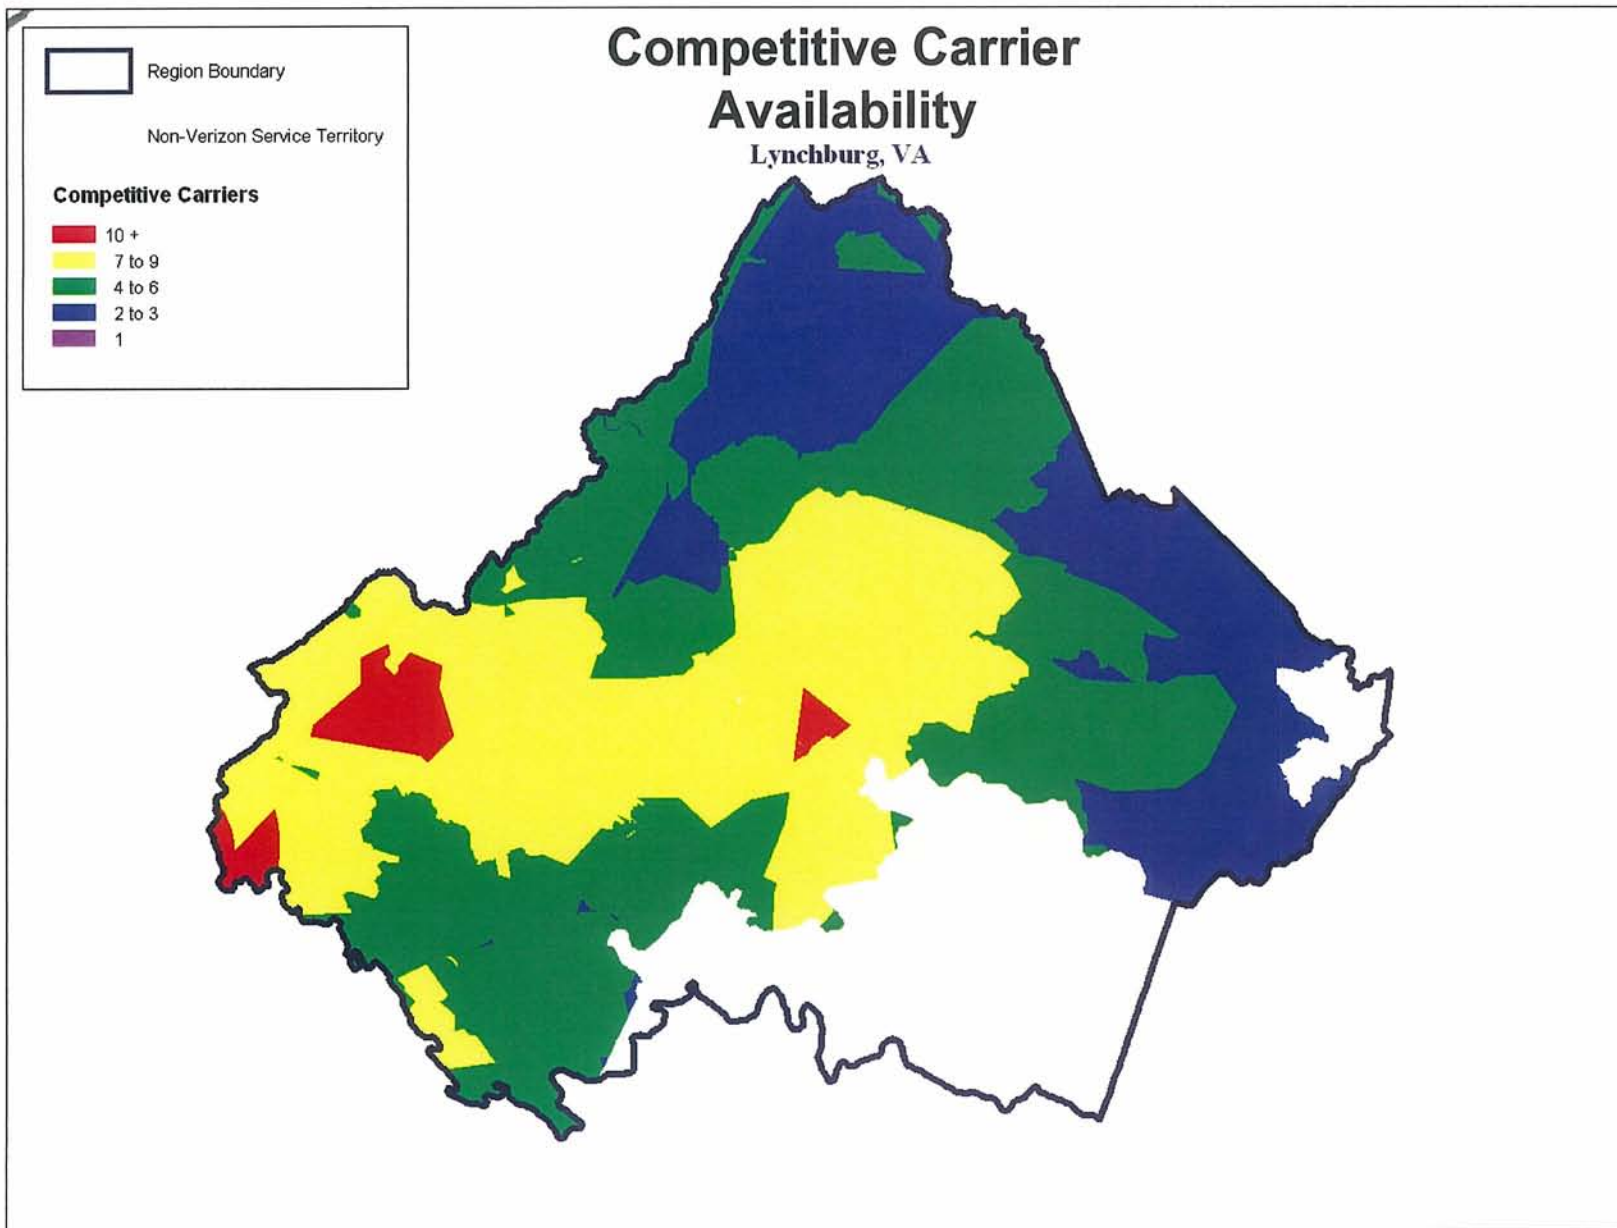 Competitive Carrier
Availability
Lynchburg, VA
Region Boundary
Non-Verizon Service Territory
Competitive Carriers
10 +
7 to 9
4 to 6
2 to 3
1